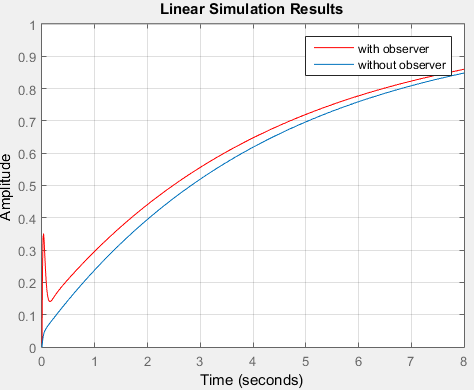 Linear Simulation Results
with observer
without observer
Amplitude
1
0.9
0.8
0.7
0.6
0.5
0.4
0.3
0.2
0.1
0
0 1 2 3 4 5 6 7 8
Time (seconds)